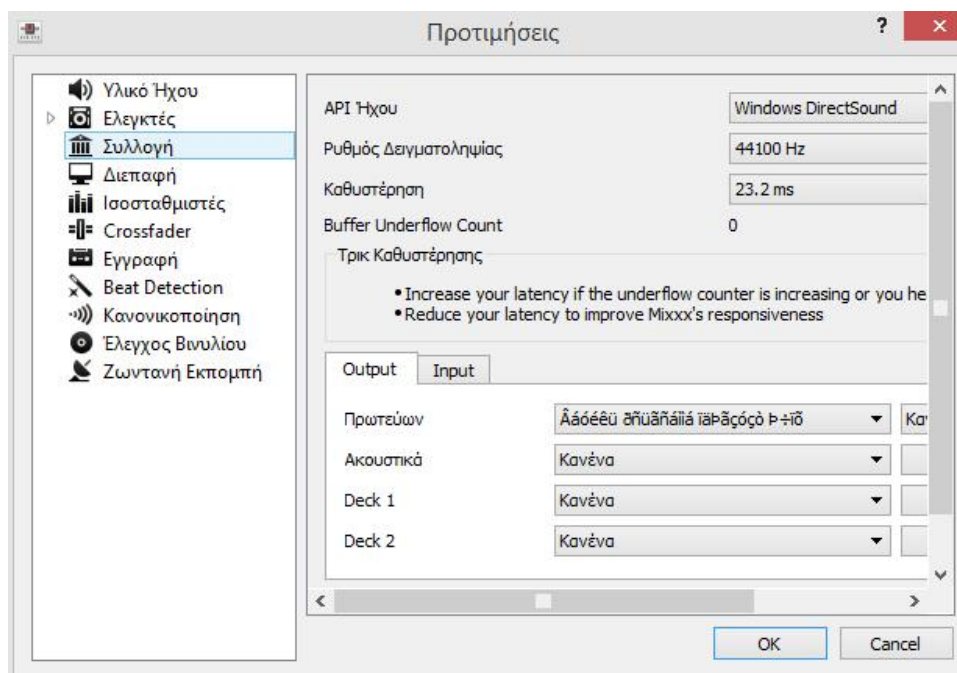 Προτιμήσεις
?
Υλικό Ήχου
Ελεγκτές
Συλλογή
Διεπαφή
Ισοσταθμιστές
Crossfader
Εγγραφή
Beat Detection
Κανονικοποίηση
Έλεγχος Βινυλίου
Ζωντανή Εκπομπή
API Ήχου Windows DirectSound
Ρυθμός Δειγματοληψίας 44100 Hz
Καθυστέρηση 23.2 ms
Buffer Underflow Count 0
Τρικ Καθυστέρησης
• Increase your latency if the underflow counter is increasing or you he
• Reduce your latency to improve Mixxx's responsiveness
Output Input
Πρωτεύων Âáóéêü ðñüãñáììá ïäÞãçóçò Þ÷ïõ Καν
Ακουστικά Κανένα
Deck 1 Κανένα
Deck 2 Κανένα
OK Cancel